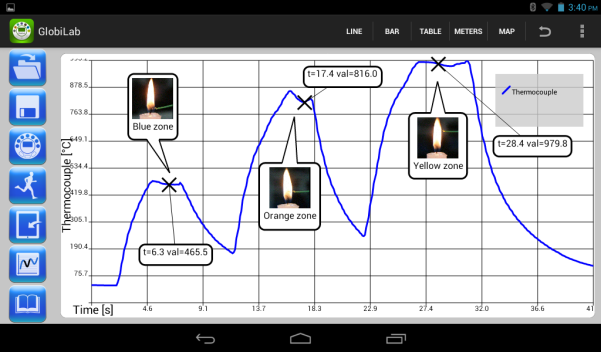 3:40 PM
GlobiLab
LINE
BAR
TABLE
METERS
MAP
878.5
763.8
649.1
534.4
419.8
305.1
190.4
75.7
Thermocouple [°C]
Blue zone
t=6.3 val=465.5
Orange zone
t=17.4 val=816.0
Yellow zone
t=28.4 val=979.8
Thermocouple
Time [s]
4.6 9.1 13.7 18.3 22.9 27.4 32.0 36.6 41